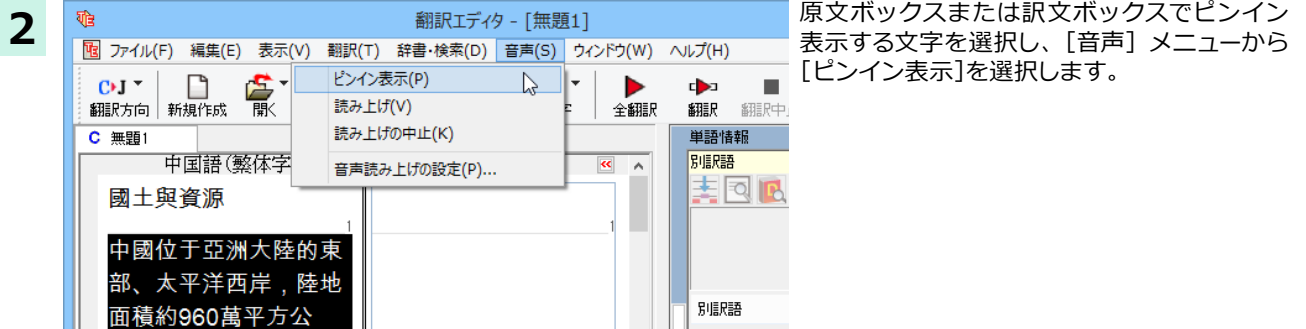 2
翻訳エディタ - [無題1]
ファイル(F) 編集(E) 表示(V) 翻訳(T) 辞書・検索(D) 音声(S) ウィンドウ(W) ヘルプ(H)
C▸J
翻訳方向 新規作成 開く 全翻訳 翻訳 翻訳中
ピンイン表示(P)
読み上げ(V)
読み上げの中止(K)
音声読み上げの設定(P)...
C 無題1
中国語(繁体字
國土與資源
1
中國位于亞洲大陸的東
部、太平洋西岸，陸地
面積約960萬平方公
1
単語情報
別訳語
別訳語
原文ボックスまたは訳文ボックスでピンイン
表示する文字を選択し、[音声] メニューから
[ピンイン表示]を選択します。